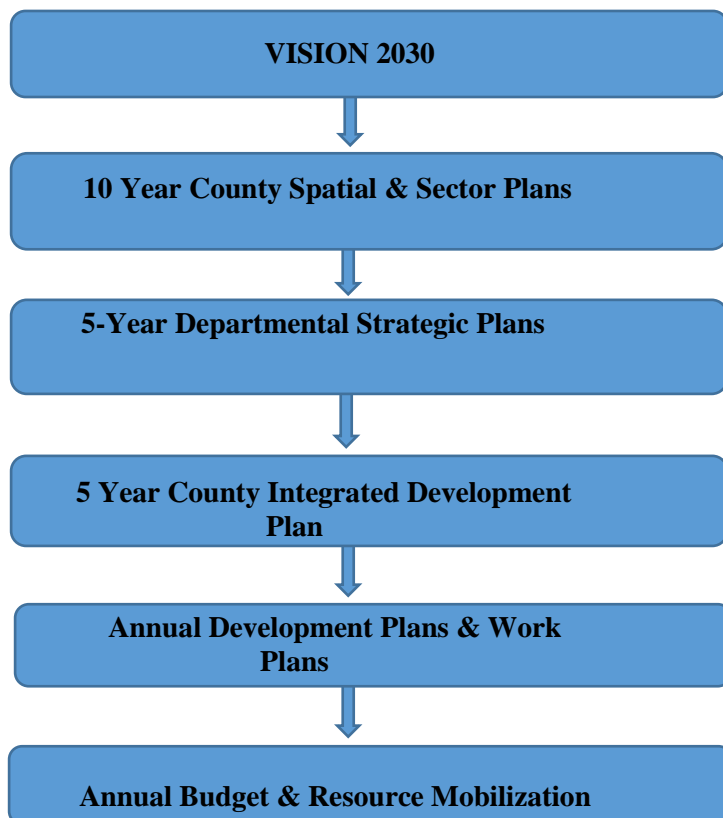 VISION 2030
10 Year County Spatial & Sector Plans
5-Year Departmental Strategic Plans
5 Year County Integrated Development
Plan
Annual Development Plans & Work
Plans
Annual Budget & Resource Mobilization